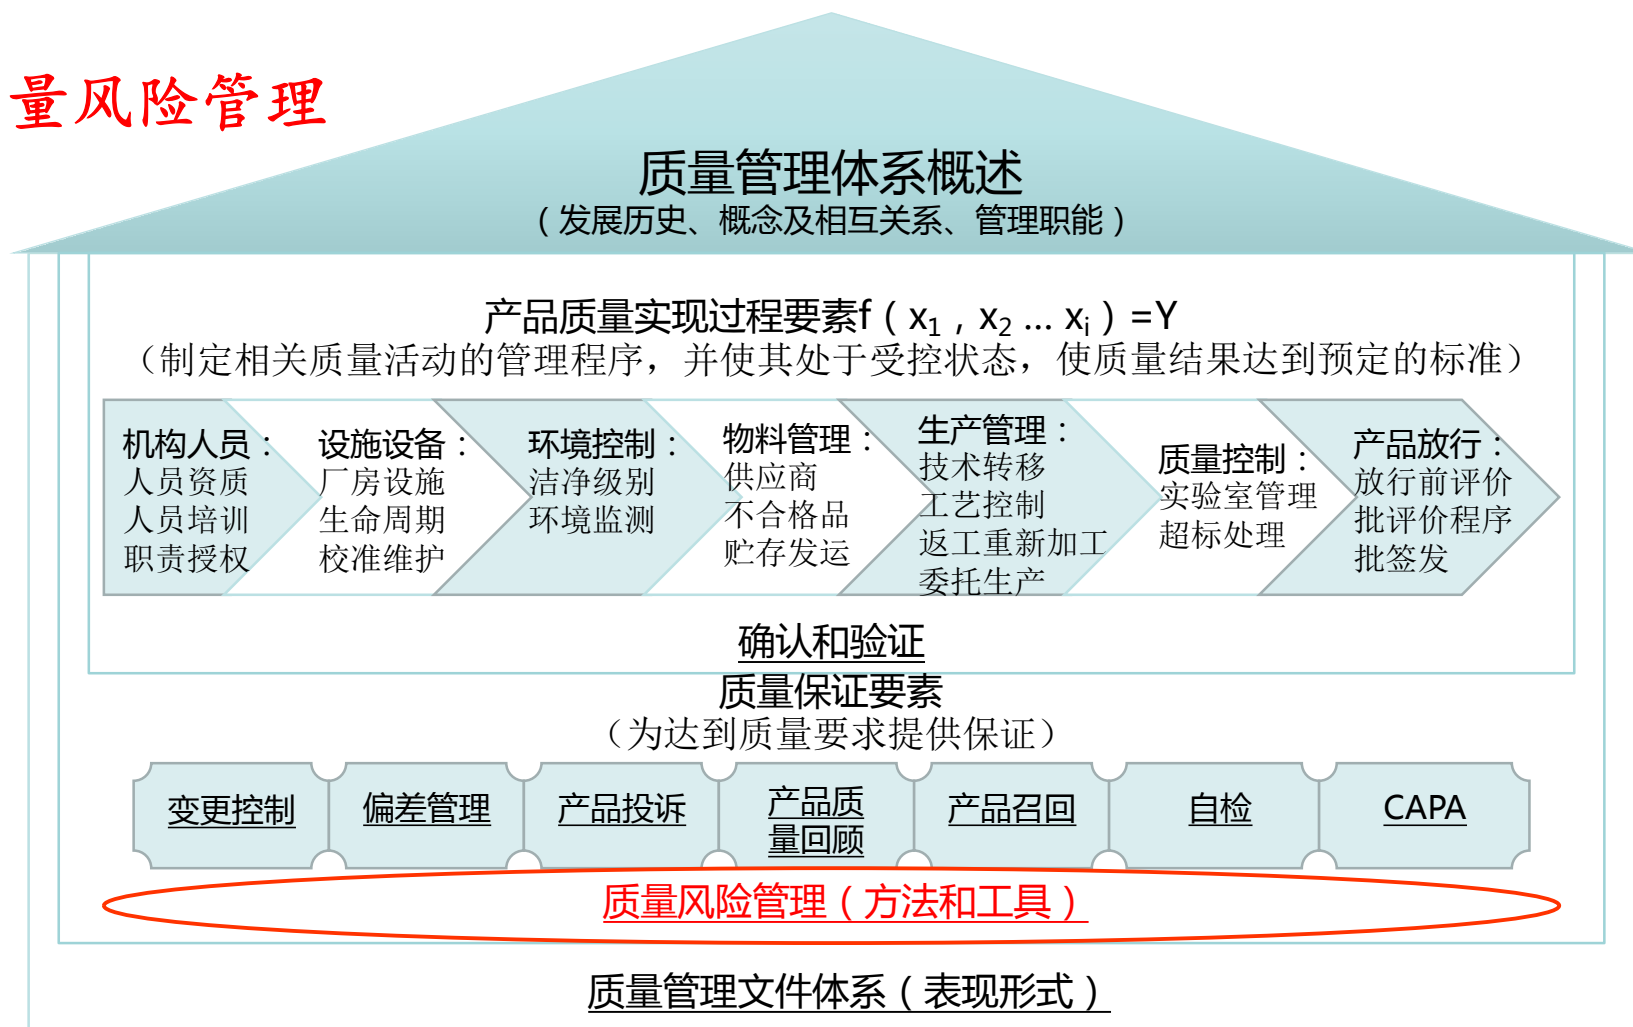 量风险管理
质量管理体系概述
（发展历史、概念及相互关系、管理职能）
产品质量实现过程要素f（x₁，x₂ ... xᵢ）=Y
（制定相关质量活动的管理程序，并使其处于受控状态，使质量结果达到预定的标准）
机构人员：
人员资质
人员培训
职责授权
设施设备：
厂房设施
生命周期
校准维护
环境控制：
洁净级别
环境监测
物料管理：
供应商
不合格品
贮存发运
生产管理：
技术转移
工艺控制
返工重新加工
委托生产
质量控制：
实验室管理
超标处理
产品放行：
放行前评价
批评价程序
批签发
确认和验证
质量保证要素
（为达到质量要求提供保证）
变更控制
偏差管理
产品投诉
产品质
量回顾
产品召回
自检
CAPA
质量风险管理（方法和工具）
质量管理文件体系（表现形式）